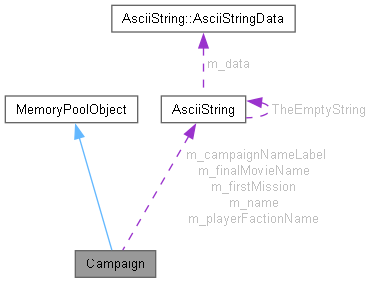 AsciiString::AsciiStringData
m_data
MemoryPoolObject
AsciiString
TheEmptyString
m_campaignNameLabel
m_finalMovieName
m_firstMission
m_name
m_playerFactionName
Campaign